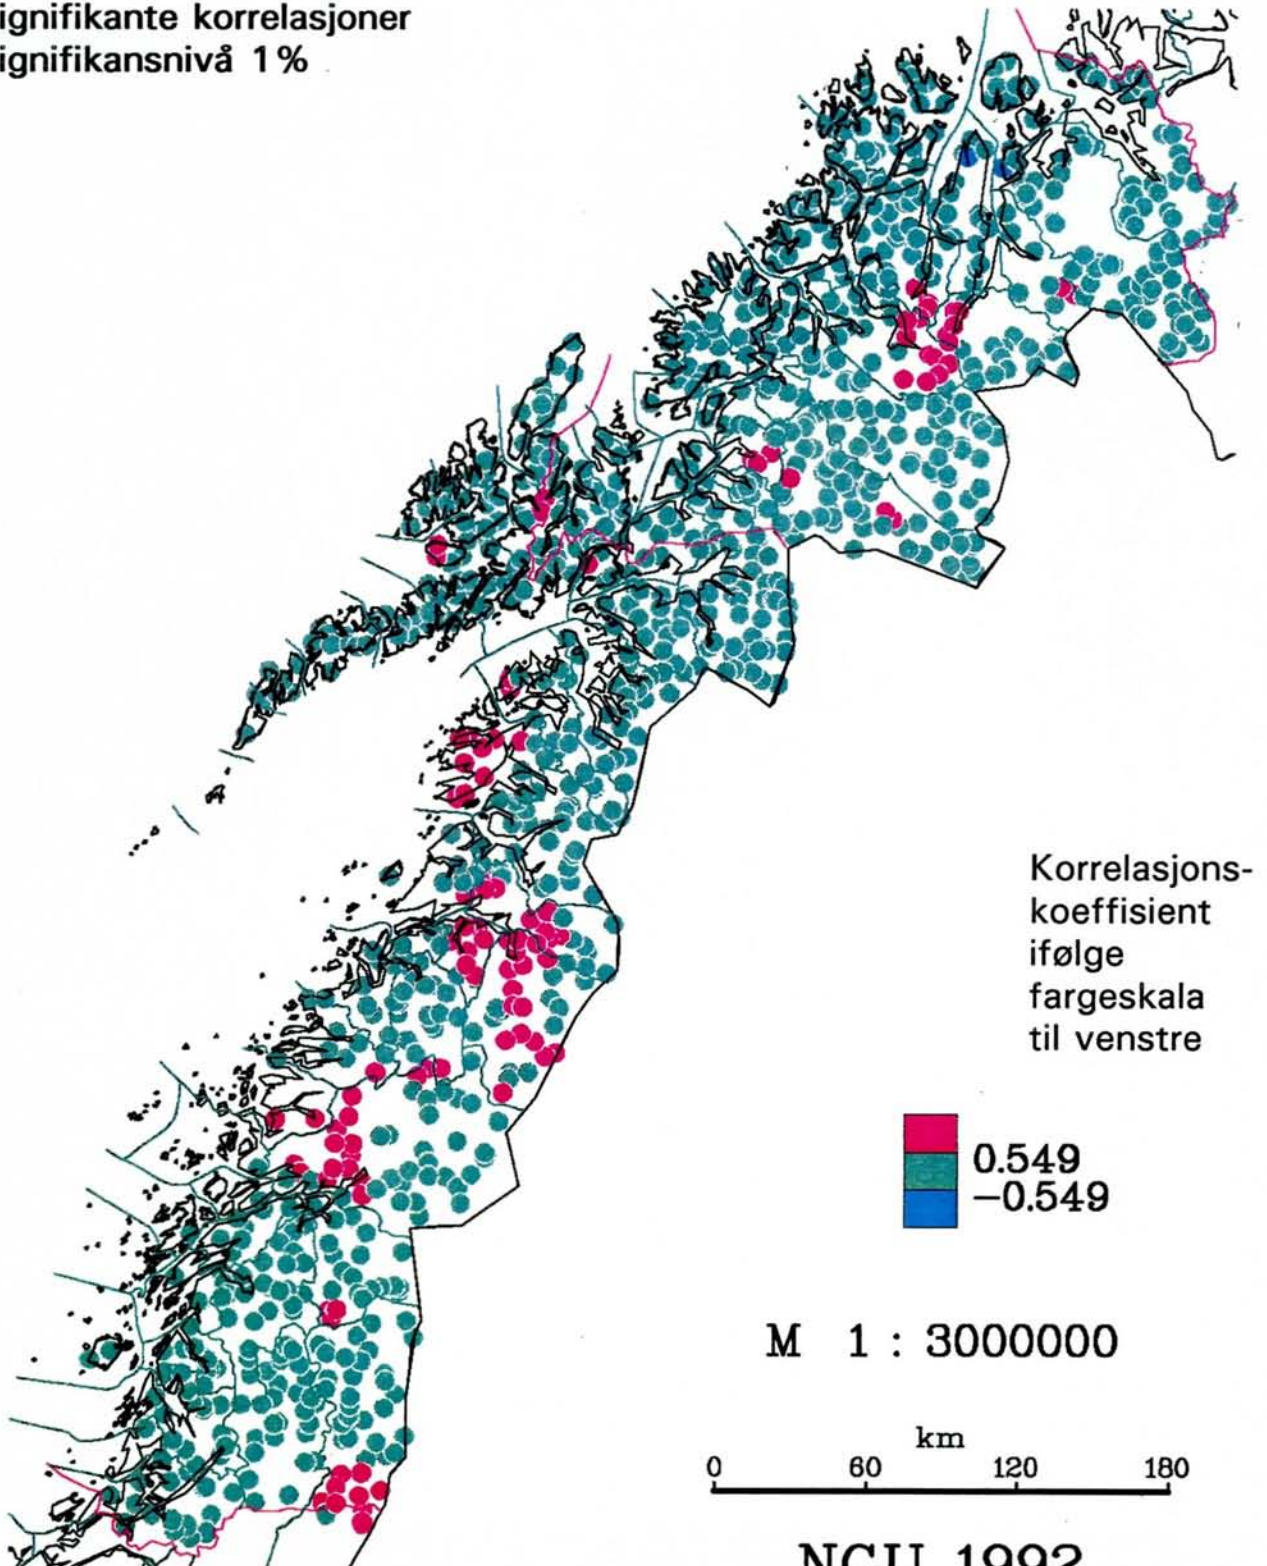 ignifikante korrelasjoner
ignifikansnivå 1%
Korrelasjons-
koeffisient
ifølge
fargeskala
til venstre
0.549
−0.549
M 1 : 3000000
km
0 60 120 180